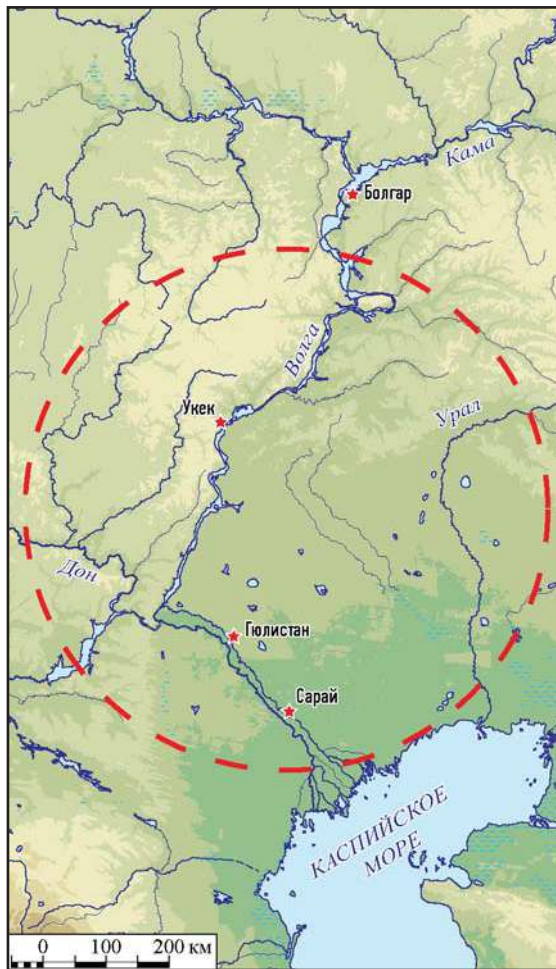 Кама
Болгар
Волга
Укек
Урал
Дон
Гюлистан
Сарай
КАСПИЙСКОЕ
МОРЕ
0 100 200 км